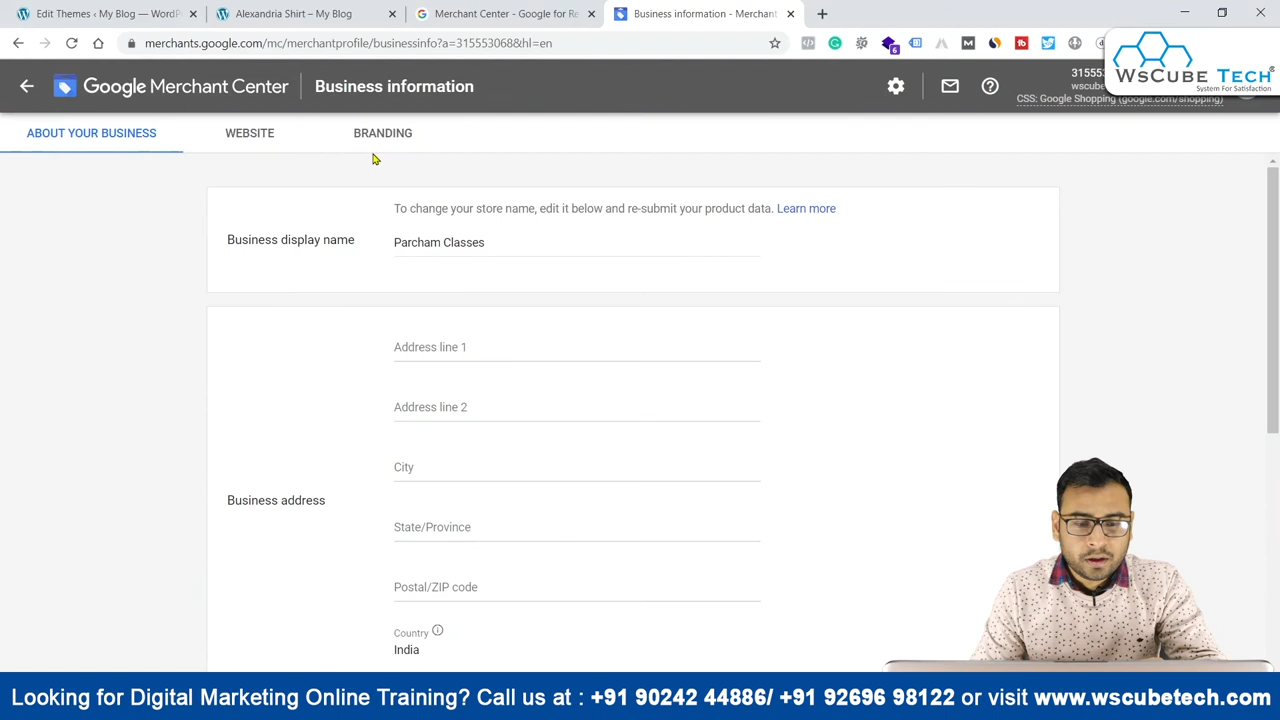 Edit Themes ‹ My Blog — WordP
Alexandria Shirt – My Blog
Merchant Center - Google for Re
Business information - Merchant
merchants.google.com/mc/merchantprofile/businessinfo?a=315553068&hl=en
Google Merchant Center
Business information
31555
wscube
CSS: Google Shopping (google.com/shopping)
WsCube Tech
System For Satisfaction
ABOUT YOUR BUSINESS
WEBSITE
BRANDING
To change your store name, edit it below and re-submit your product data. Learn more
Business display name
Parcham Classes
Address line 1
Address line 2
City
Business address
State/Province
Postal/ZIP code
Country
India
Looking for Digital Marketing Online Training? Call us at : +91 90242 44886/ +91 92696 98122 or visit www.wscubetech.com